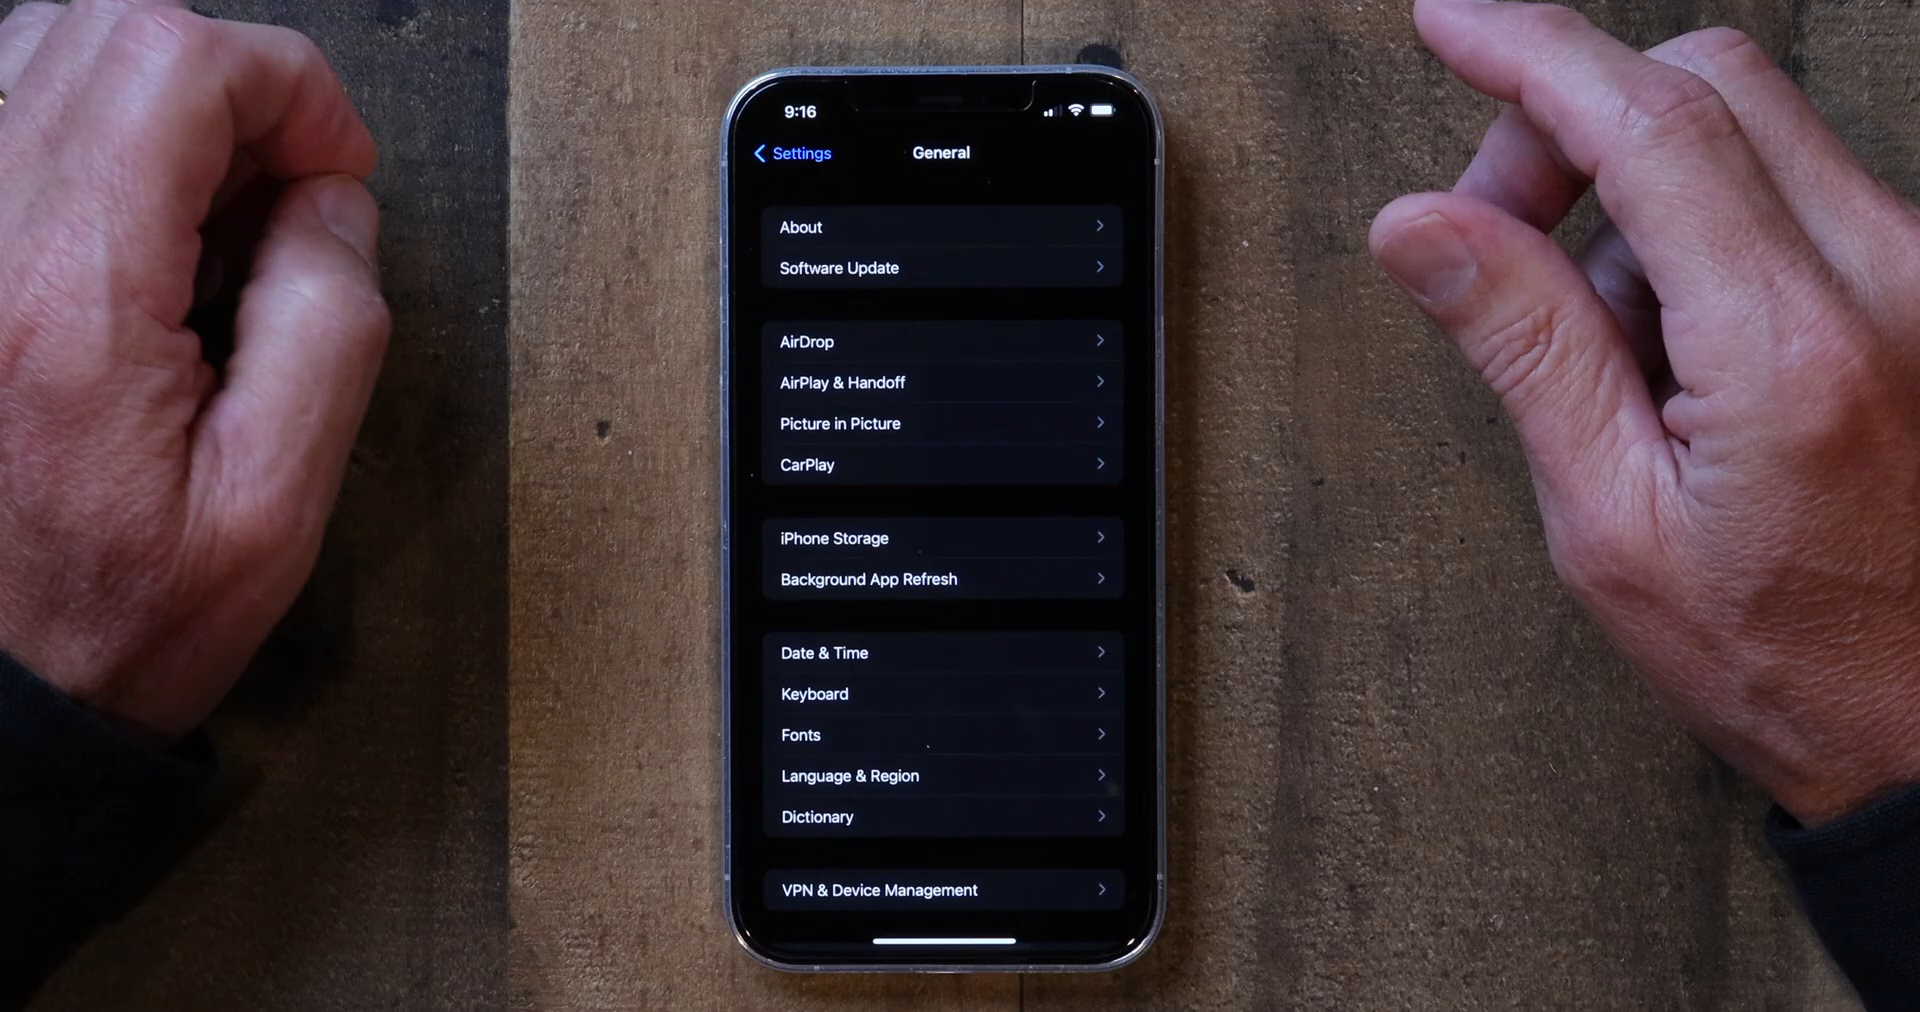 9:16
Settings
General
About
Software Update
AirDrop
AirPlay & Handoff
Picture in Picture
CarPlay
iPhone Storage
Background App Refresh
Date & Time
Keyboard
Fonts
Language & Region
Dictionary
VPN & Device Management